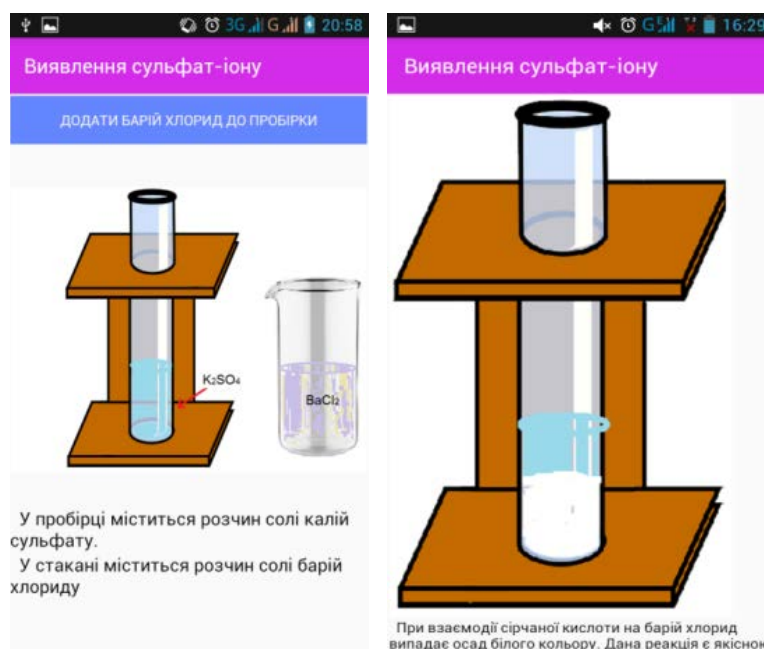 3G G 20:58
Виявлення сульфат-іону
ДОДАТИ БАРІЙ ХЛОРИД ДО ПРОБІРКИ
K₂SO₄
BaCl₂
У пробірці міститься розчин солі калій
сульфату.
У стакані міститься розчин солі барій
хлориду
G E 16:29
Виявлення сульфат-іону
При взаємодії сірчаної кислоти на барій хлорид
випадає осад білого кольору. Дана реакція є якісною